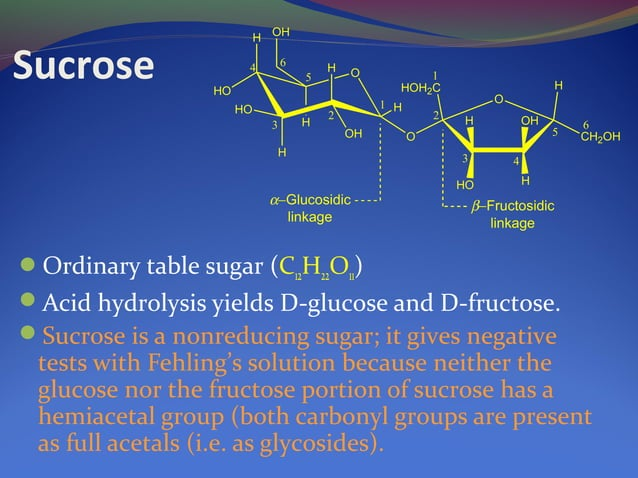 Sucrose
OH
H
4
6
5
H
O
HO
HO
3
H
2
OH
1
H
H
O
1
HOH₂C
2
O
H
H
OH
5
6
CH₂OH
3
4
HO
H
α–Glucosidic
linkage
β–Fructosidic
linkage
Ordinary table sugar (C₁₂H₂₂O₁₁)
Acid hydrolysis yields D-glucose and D-fructose.
Sucrose is a nonreducing sugar; it gives negative
tests with Fehling’s solution because neither the
glucose nor the fructose portion of sucrose has a
hemiacetal group (both carbonyl groups are present
as full acetals (i.e. as glycosides).